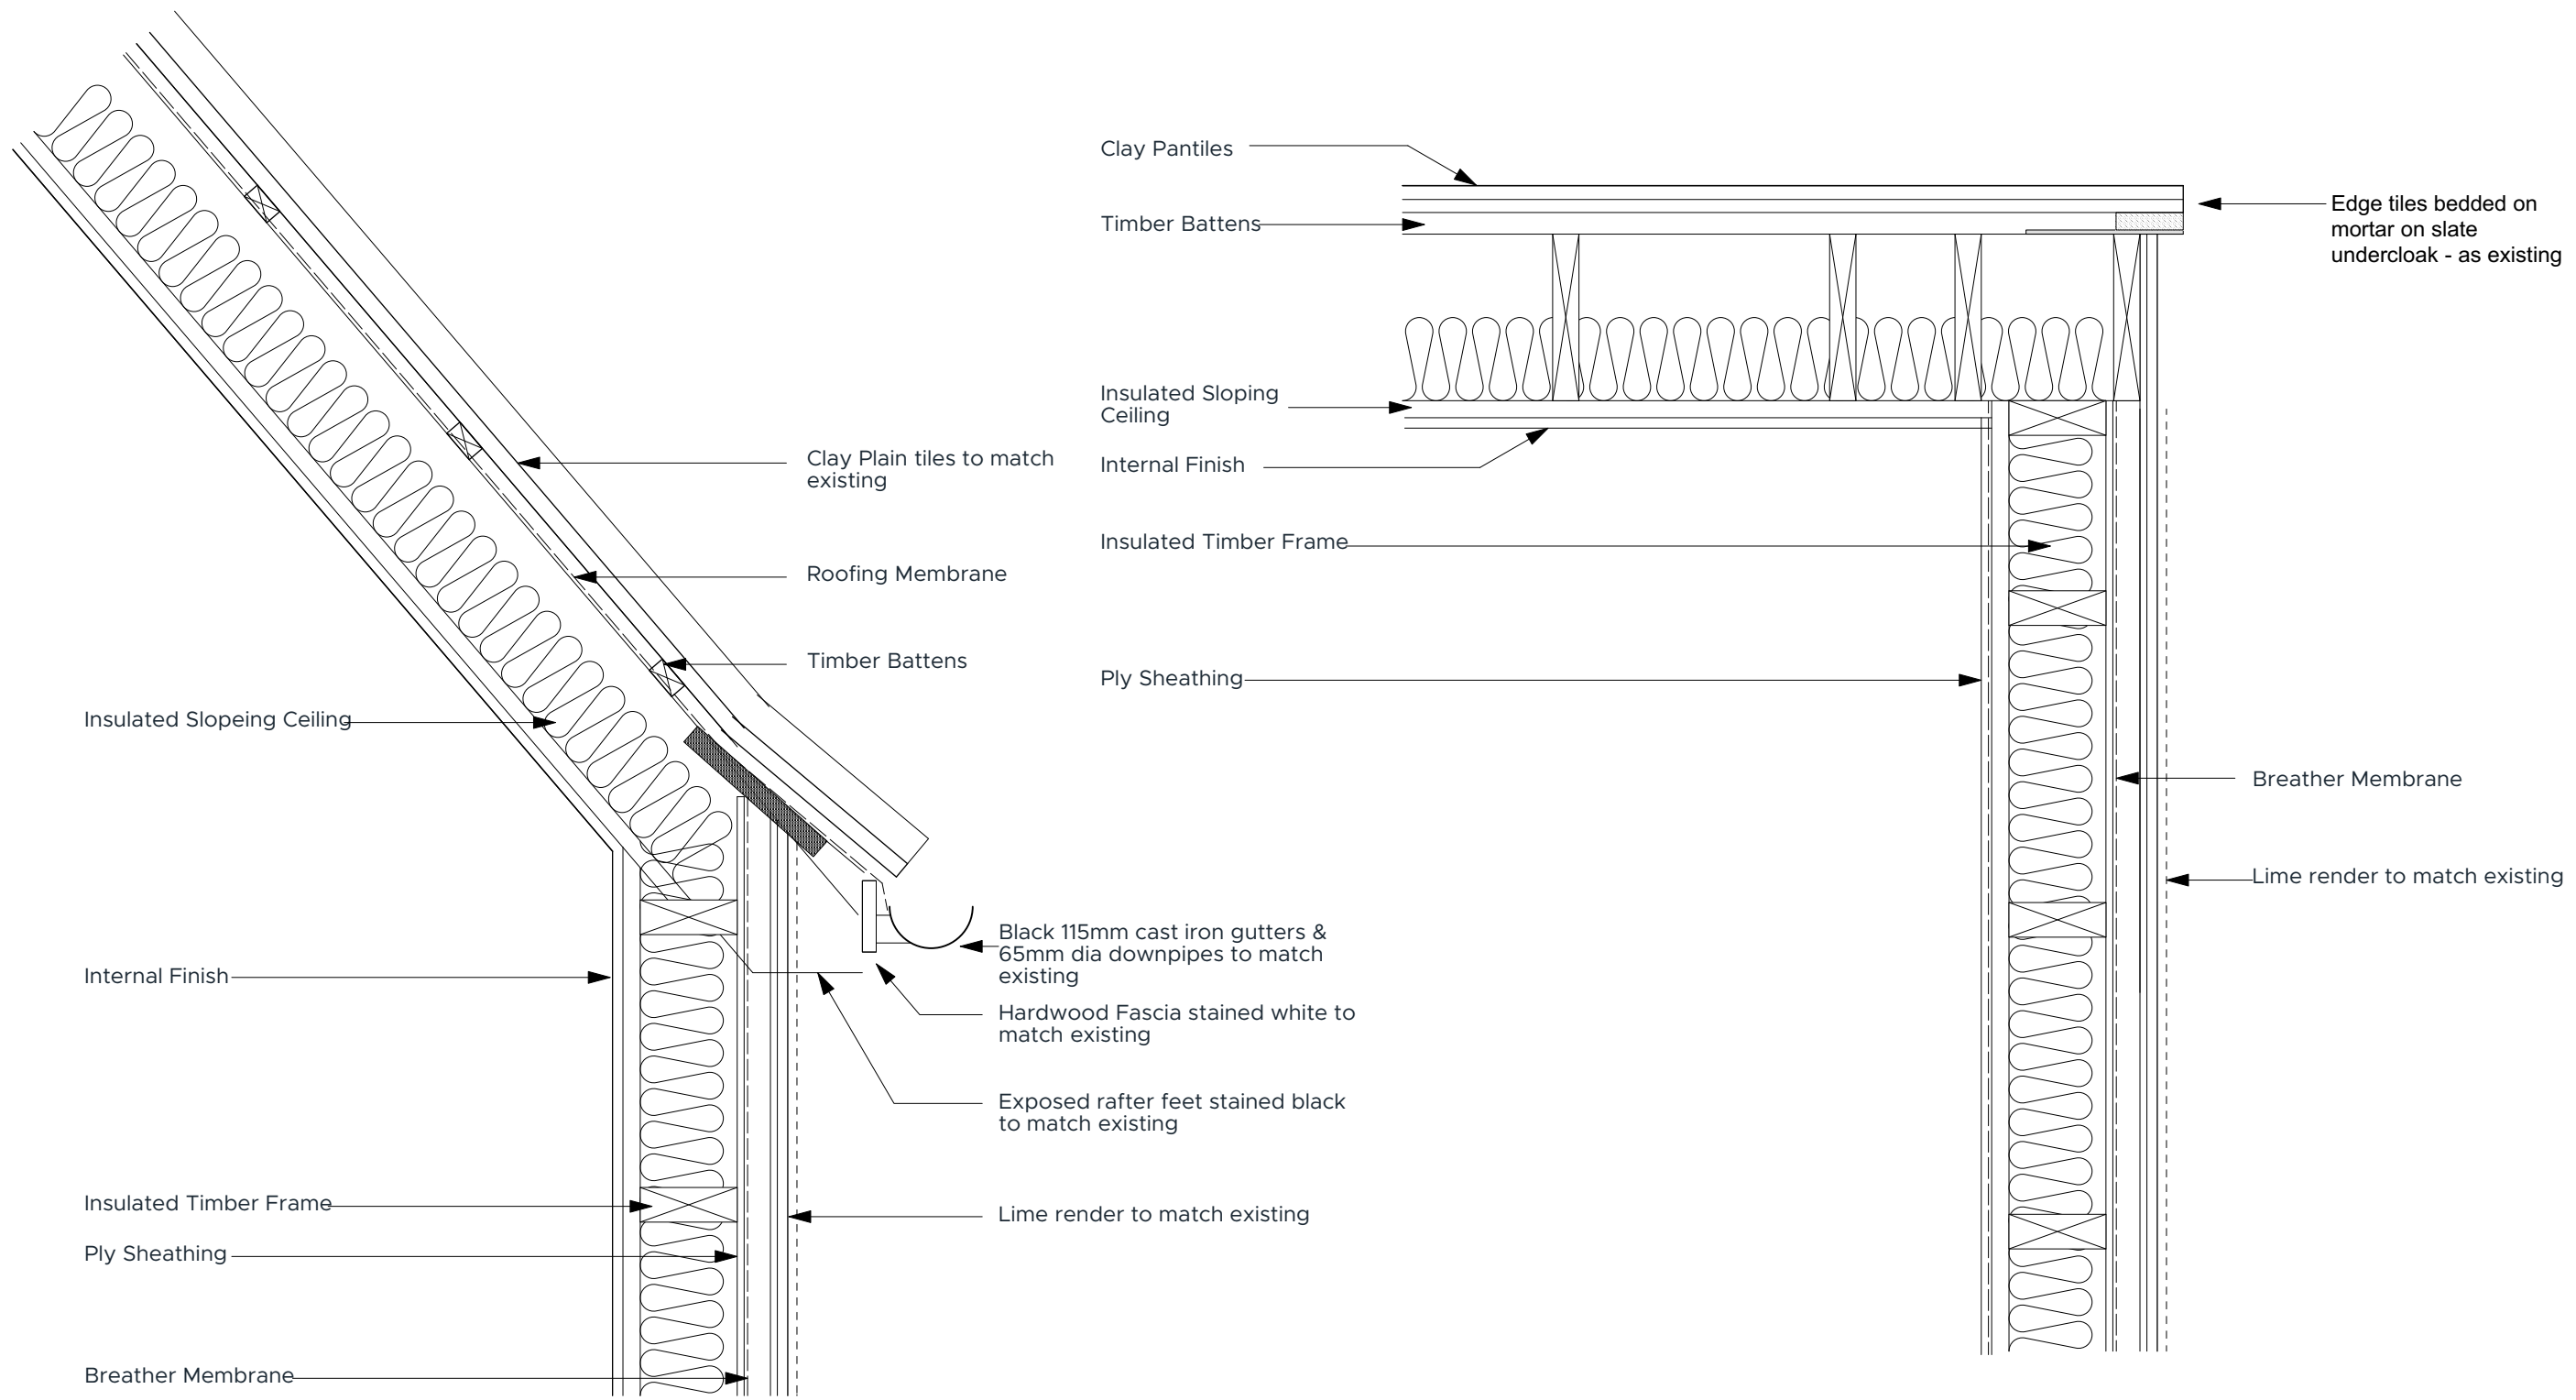 Clay Pantiles
Timber Battens
Edge tiles bedded on
mortar on slate
undercloak - as existing
Insulated Sloping
Ceiling
Internal Finish
Insulated Timber Frame
Ply Sheathing
Breather Membrane
Lime render to match existing
Clay Plain tiles to match
existing
Roofing Membrane
Timber Battens
Insulated Slopeing Ceiling
Internal Finish
Black 115mm cast iron gutters &
65mm dia downpipes to match
existing
Hardwood Fascia stained white to
match existing
Exposed rafter feet stained black
to match existing
Insulated Timber Frame
Lime render to match existing
Ply Sheathing
Breather Membrane